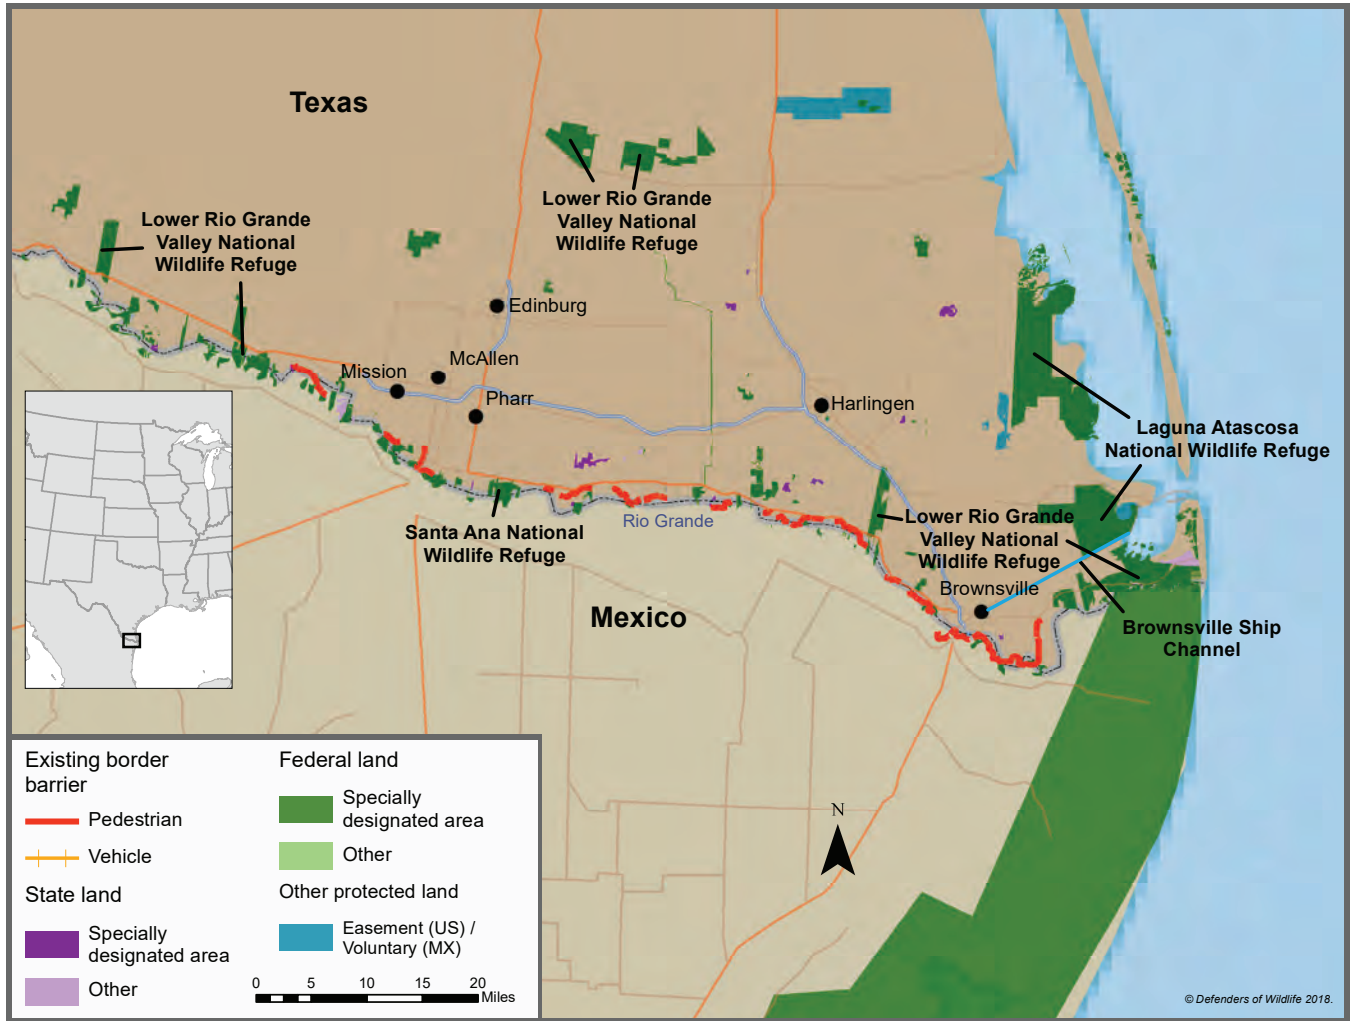 Texas
Lower Rio Grande
Valley National
Wildlife Refuge
Lower Rio Grande
Valley National
Wildlife Refuge
Edinburg
McAllen
Mission
Pharr
Harlingen
Laguna Atascosa
National Wildlife Refuge
Santa Ana National
Wildlife Refuge
Rio Grande
Lower Rio Grande
Valley National
Wildlife Refuge
Brownsville
Mexico
Brownsville Ship
Channel
N
Existing border
barrier
Pedestrian
Vehicle
State land
Specially
designated area
Other
Federal land
Specially
designated area
Other
Other protected land
Easement (US) /
Voluntary (MX)
0 5 10 15 20
Miles
© Defenders of Wildlife 2018.